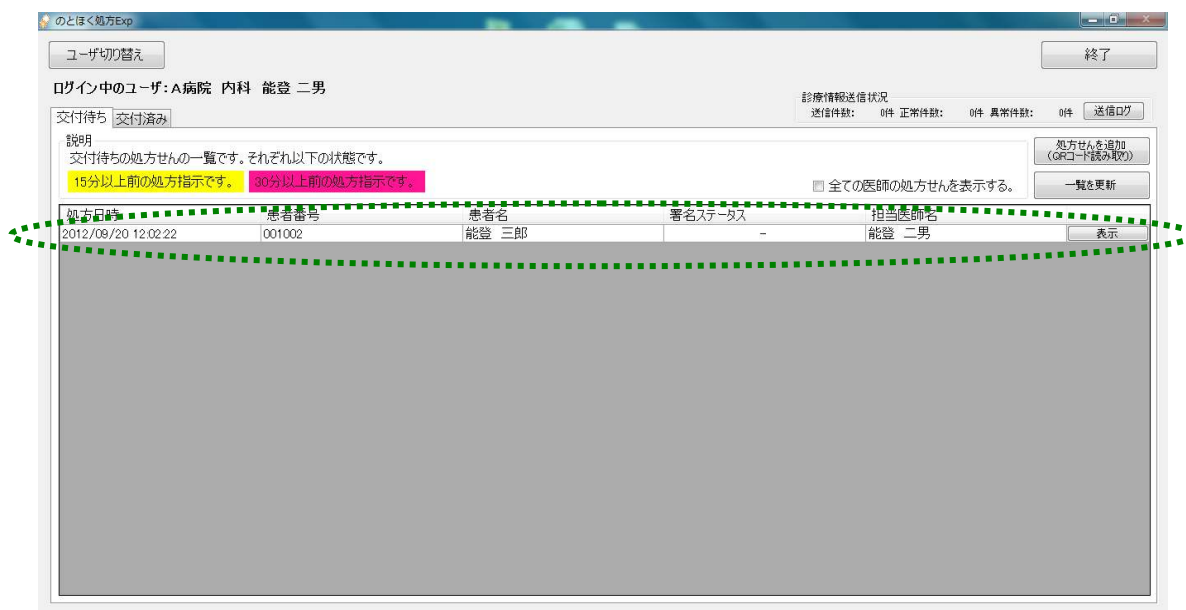 のとほく処方Exp
ユーザ切り替え
終了
ログイン中のユーザ:A病院 内科 能登 二男
診療情報送信状況
送信件数: 0件 正常件数: 0件 異常件数: 0件 送信ログ
交付待ち 交付済み
説明
交付待ちの処方せんの一覧です。それぞれ以下の状態です。
15分以上前の処方指示です。 30分以上前の処方指示です。
処方せんを追加
(QRコード読み取り)
全ての医師の処方せんを表示する。 一覧を更新
処方日時 患者番号 患者名 署名ステータス 担当医師名
2012/09/20 12:02:22 001002 能登 三郎 - 能登 二男 表示